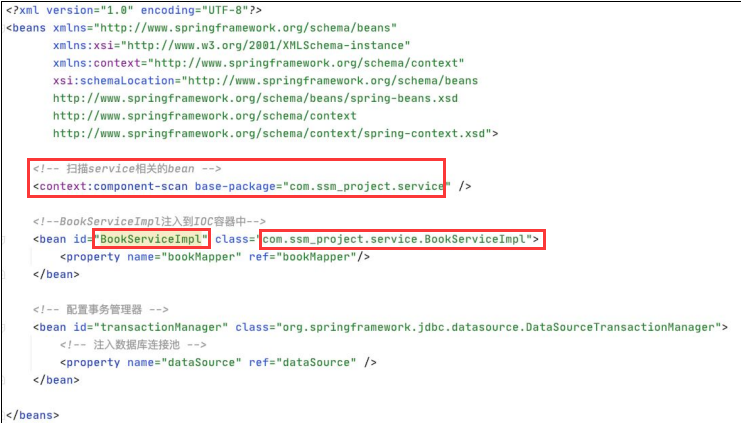 <?xml version="1.0" encoding="UTF-8"?>
<beans xmlns="http://www.springframework.org/schema/beans"
xmlns:xsi="http://www.w3.org/2001/XMLSchema-instance"
xmlns:context="http://www.springframework.org/schema/context"
xsi:schemaLocation="http://www.springframework.org/schema/beans
http://www.springframework.org/schema/beans/spring-beans.xsd
http://www.springframework.org/schema/context
http://www.springframework.org/schema/context/spring-context.xsd">
<!-- 扫描service相关的bean -->
<context:component-scan base-package="com.ssm_project.service" />
<!--BookServiceImpl注入到IOC容器中-->
<bean id="BookServiceImpl" class="com.ssm_project.service.BookServiceImpl">
<property name="bookMapper" ref="bookMapper"/>
</bean>
<!-- 配置事务管理器 -->
<bean id="transactionManager" class="org.springframework.jdbc.datasource.DataSourceTransactionManager">
<!-- 注入数据库连接池 -->
<property name="dataSource" ref="dataSource" />
</bean>
</beans>